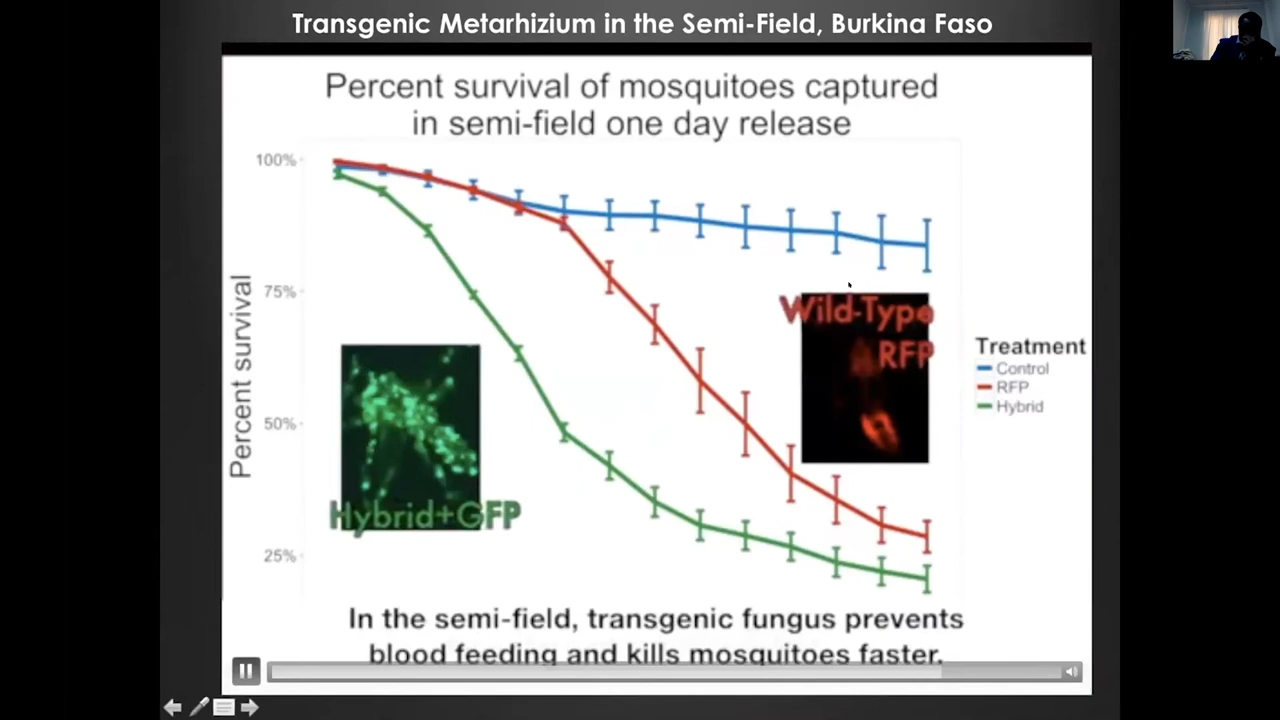 Transgenic Metarhizium in the Semi-Field, Burkina Faso
Percent survival of mosquitoes captured
in semi-field one day release
Percent survival
100%
75%
50%
25%
Wild-Type
RFP
Hybrid+GFP
Treatment
Control
RFP
Hybrid
In the semi-field, transgenic fungus prevents
blood feeding and kills mosquitoes faster.